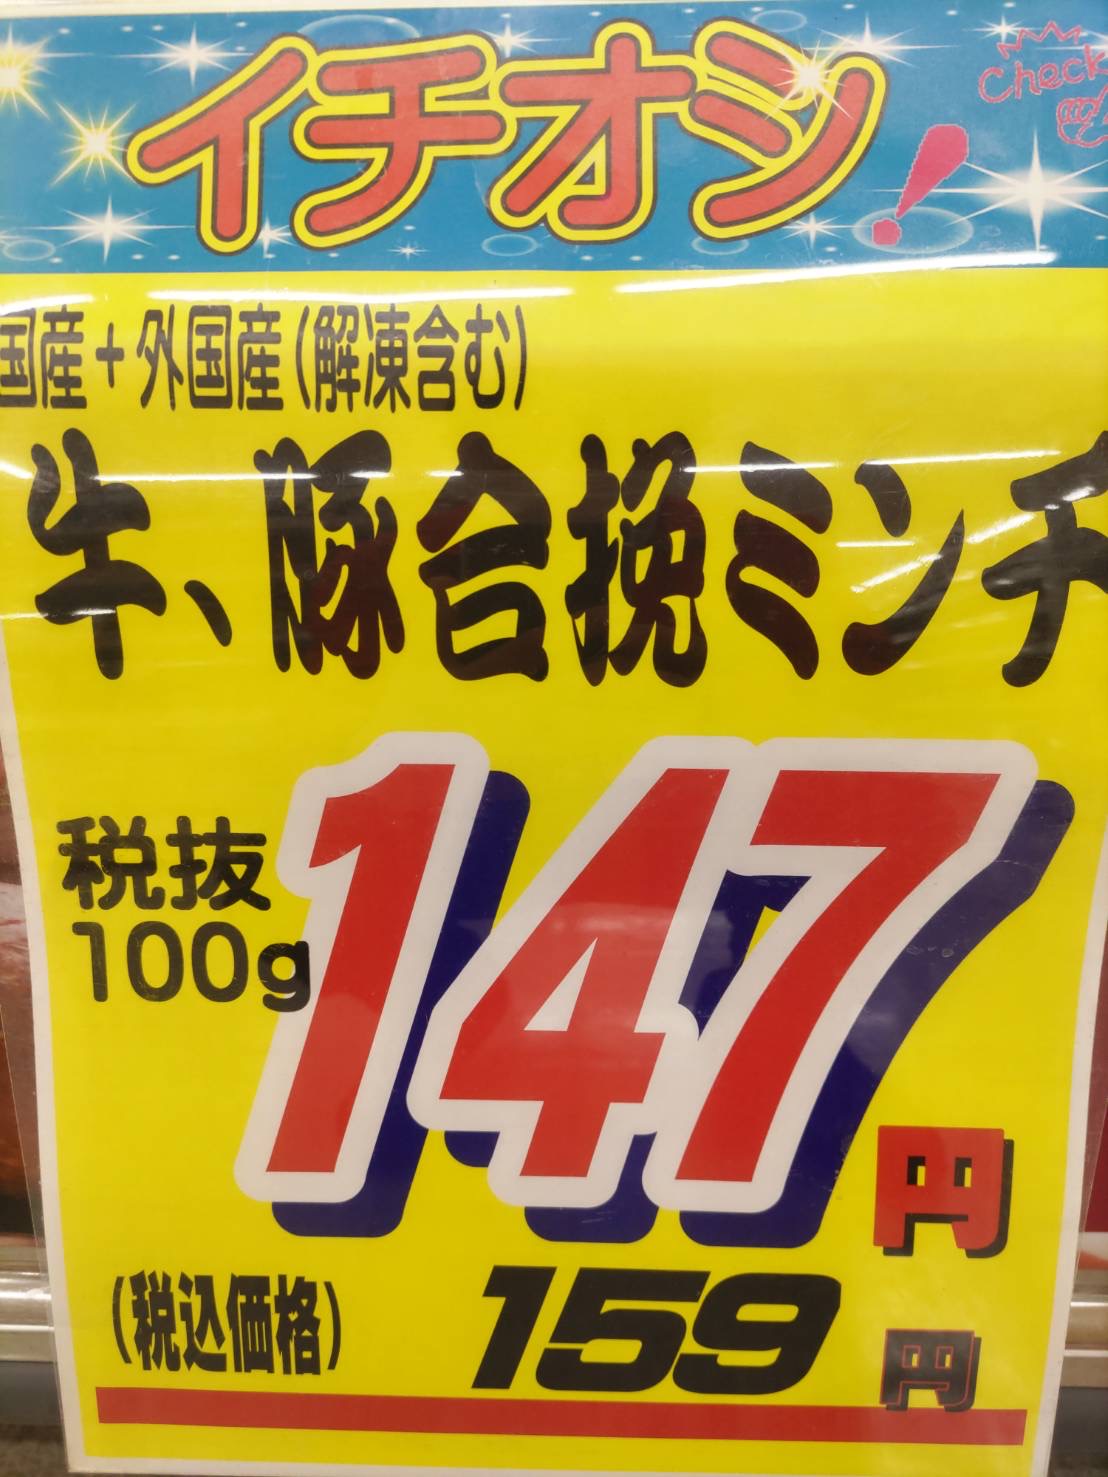 イチオシ!
Check
国産+外国産(解凍含む)
牛、豚合挽ミンチ
税抜
100g
147円
(税込価格) 159円